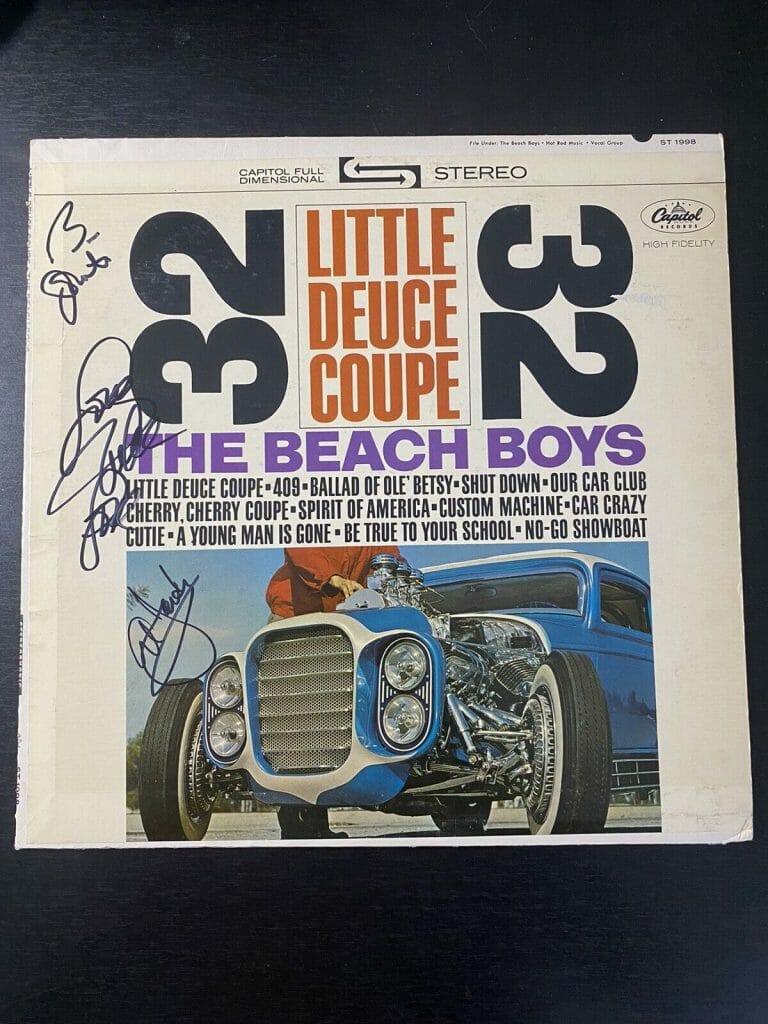 File Under: The Beach Boys • Hot Rod Music • Vocal Group ST 1998
CAPITOL FULL DIMENSIONAL STEREO
Capitol
RECORDS
HIGH FIDELITY
32 LITTLE DEUCE COUPE 32
THE BEACH BOYS
LITTLE DEUCE COUPE▪409▪BALLAD OF OLE' BETSY▪SHUT DOWN▪OUR CAR CLUB
CHERRY, CHERRY COUPE▪SPIRIT OF AMERICA▪CUSTOM MACHINE▪CAR CRAZY
CUTIE▪A YOUNG MAN IS GONE▪BE TRUE TO YOUR SCHOOL▪NO-GO SHOWBOAT